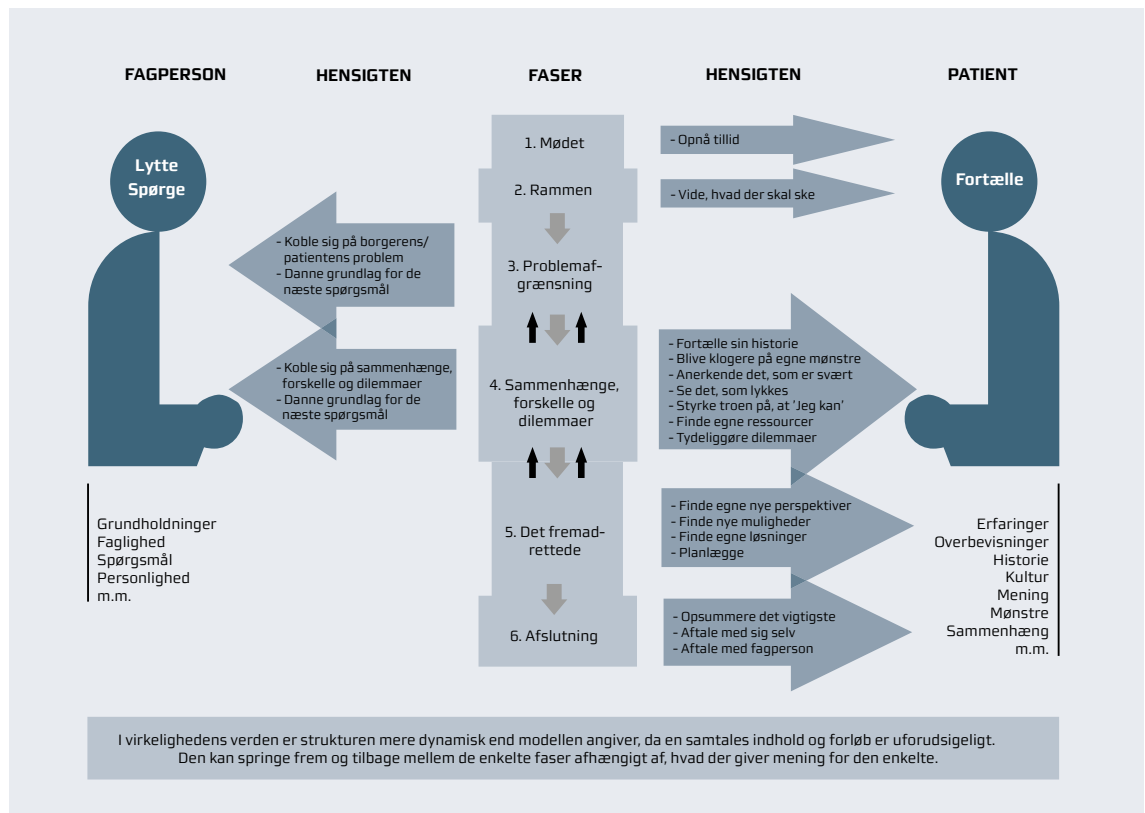 FAGPERSON
HENSIGTEN
FASER
HENSIGTEN
PATIENT
Lytte
Spørge
Fortælle
1. Mødet
- Opnå tillid
2. Rammen
- Vide, hvad der skal ske
- Koble sig på borgerens/
patientens problem
- Danne grundlag for de
næste spørgsmål
3. Problemaf-
grænsning
- Koble sig på sammenhænge,
forskelle og dilemmaer
- Danne grundlag for de
næste spørgsmål
4. Sammenhænge,
forskelle og
dilemmaer
- Fortælle sin historie
- Blive klogere på egne mønstre
- Anerkende det, som er svært
- Se det, som lykkes
- Styrke troen på, at ’Jeg kan’
- Finde egne ressourcer
- Tydeliggøre dilemmaer
5. Det fremad-
rettede
- Finde egne nye perspektiver
- Finde nye muligheder
- Finde egne løsninger
- Planlægge
6. Afslutning
- Opsummere det vigtigste
- Aftale med sig selv
- Aftale med fagperson
Grundholdninger
Faglighed
Spørgsmål
Personlighed
m.m.
Erfaringer
Overbevisninger
Historie
Kultur
Mening
Mønstre
Sammenhæng
m.m.
I virkelighedens verden er strukturen mere dynamisk end modellen angiver, da en samtales indhold og forløb er uforudsigeligt.
Den kan springe frem og tilbage mellem de enkelte faser afhængigt af, hvad der giver mening for den enkelte.